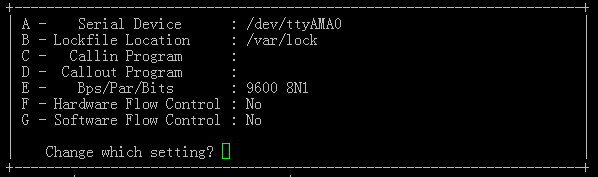 A - Serial Device : /dev/ttyAMA0
B - Lockfile Location : /var/lock
C - Callin Program :
D - Callout Program :
E - Bps/Par/Bits : 9600 8N1
F - Hardware Flow Control : No
G - Software Flow Control : No
Change which setting?